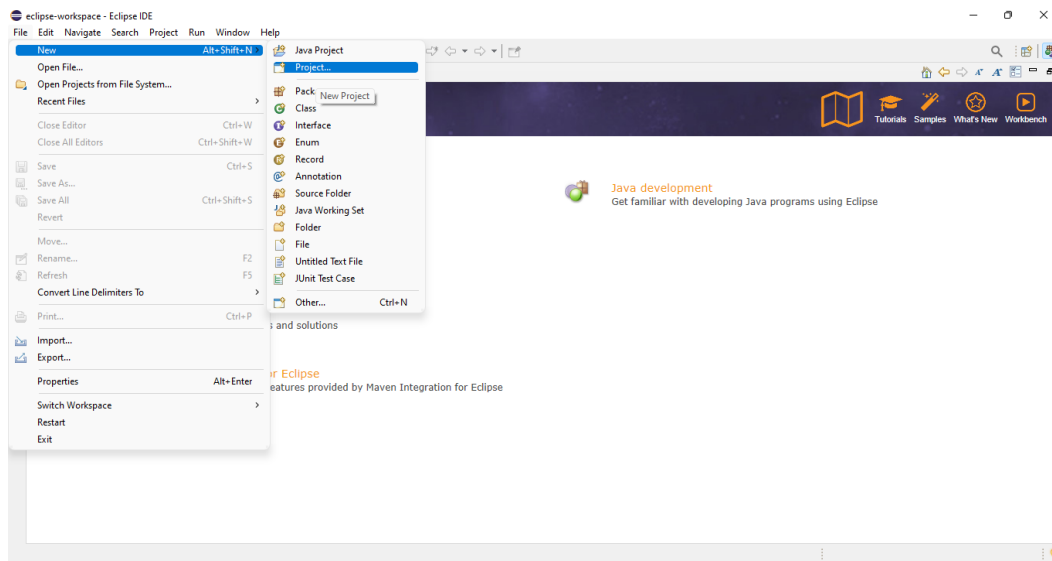 eclipse-workspace - Eclipse IDE
File Edit Navigate Search Project Run Window Help
New Alt+Shift+N >
Open File...
Open Projects from File System...
Recent Files >
Close Editor Ctrl+W
Close All Editors Ctrl+Shift+W
Save Ctrl+S
Save As...
Save All Ctrl+Shift+S
Revert
Move...
Rename... F2
Refresh F5
Convert Line Delimiters To >
Print... Ctrl+P
Import...
Export...
Properties Alt+Enter
Switch Workspace >
Restart
Exit
Java Project
Project...
Pack
New Project
Class
Interface
Enum
Record
Annotation
Source Folder
Java Working Set
Folder
File
Untitled Text File
JUnit Test Case
Other... Ctrl+N
Tutorials Samples What's New Workbench
Java development
Get familiar with developing Java programs using Eclipse
and solutions
Eclipse
eatures provided by Maven Integration for Eclipse